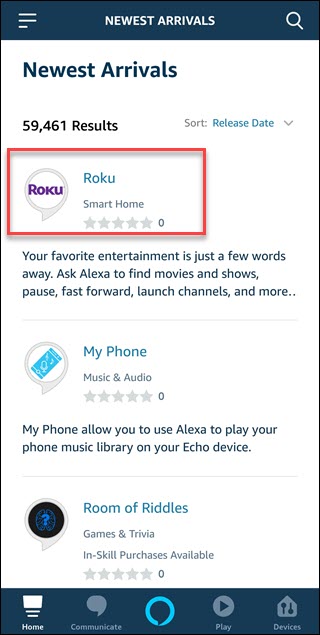 NEWEST ARRIVALS
Newest Arrivals
59,461 Results
Sort: Release Date
ROKU
Roku
Smart Home
0
Your favorite entertainment is just a few words
away. Ask Alexa to find movies and shows,
pause, fast forward, launch channels, and more..
My Phone
Music & Audio
0
My Phone allow you to use Alexa to play your
phone music library on your Echo device.
Room of Riddles
Games & Trivia
In-Skill Purchases Available
0
Home
Communicate
Play
Devices